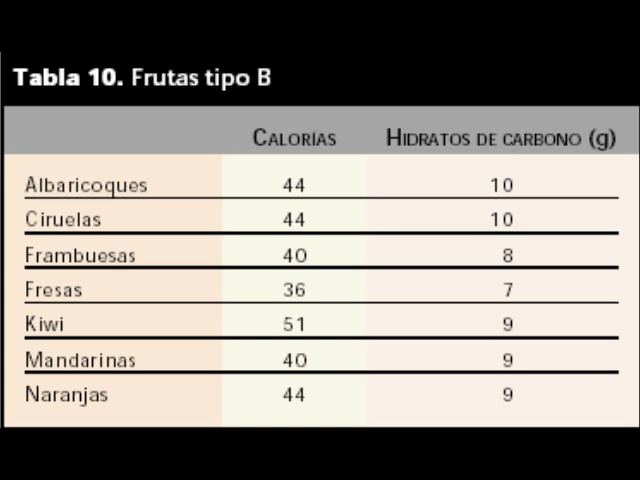 Tabla 10. Frutas tipo B
CALORÍAS HIDRATOS DE CARBONO (g)
Albaricoques 44 10
Ciruelas 44 10
Frambuesas 40 8
Fresas 36 7
Kiwi 51 9
Mandarinas 40 9
Naranjas 44 9